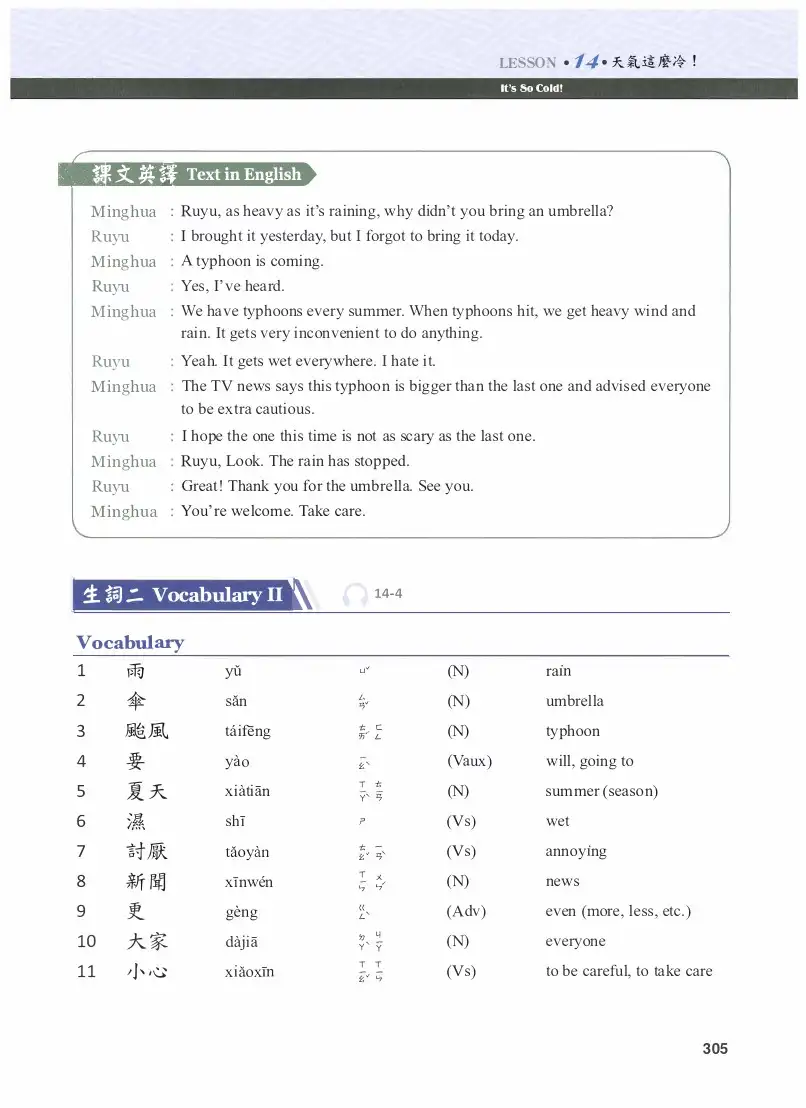 LESSON • 14 • 天氣這麼冷！
It's So Cold!
課文英譯 Text in English
Minghua : Ruyu, as heavy as it's raining, why didn't you bring an umbrella?
Ruyu : I brought it yesterday, but I forgot to bring it today.
Minghua : A typhoon is coming.
Ruyu : Yes, I've heard.
Minghua : We have typhoons every summer. When typhoons hit, we get heavy wind and
rain. It gets very inconvenient to do anything.
Ruyu : Yeah. It gets wet everywhere. I hate it.
Minghua : The TV news says this typhoon is bigger than the last one and advised everyone
to be extra cautious.
Ruyu : I hope the one this time is not as scary as the last one.
Minghua : Ruyu, Look. The rain has stopped.
Ruyu : Great! Thank you for the umbrella. See you.
Minghua : You're welcome. Take care.
生詞二 Vocabulary II 14-4
Vocabulary
1 雨 yǔ ㄩˇ (N) rain
2 傘 sǎn ㄙㄢˇ (N) umbrella
3 颱風 táifēng ㄊㄞˊ ㄈㄥ (N) typhoon
4 要 yào ㄧㄠˋ (Vaux) will, going to
5 夏天 xiàtiān ㄒㄧㄚˋ ㄊㄧㄢ (N) summer (season)
6 濕 shī ㄕ (Vs) wet
7 討厭 tǎoyàn ㄊㄠˇ ㄧㄢˋ (Vs) annoying
8 新聞 xīnwén ㄒㄧㄣ ㄨㄣˊ (N) news
9 更 gèng ㄍㄥˋ (Adv) even (more, less, etc.)
10 大家 dàjiā ㄉㄚˋ ㄐㄧㄚ (N) everyone
11 小心 xiǎoxīn ㄒㄧㄠˇ ㄒㄧㄣ (Vs) to be careful, to take care
305